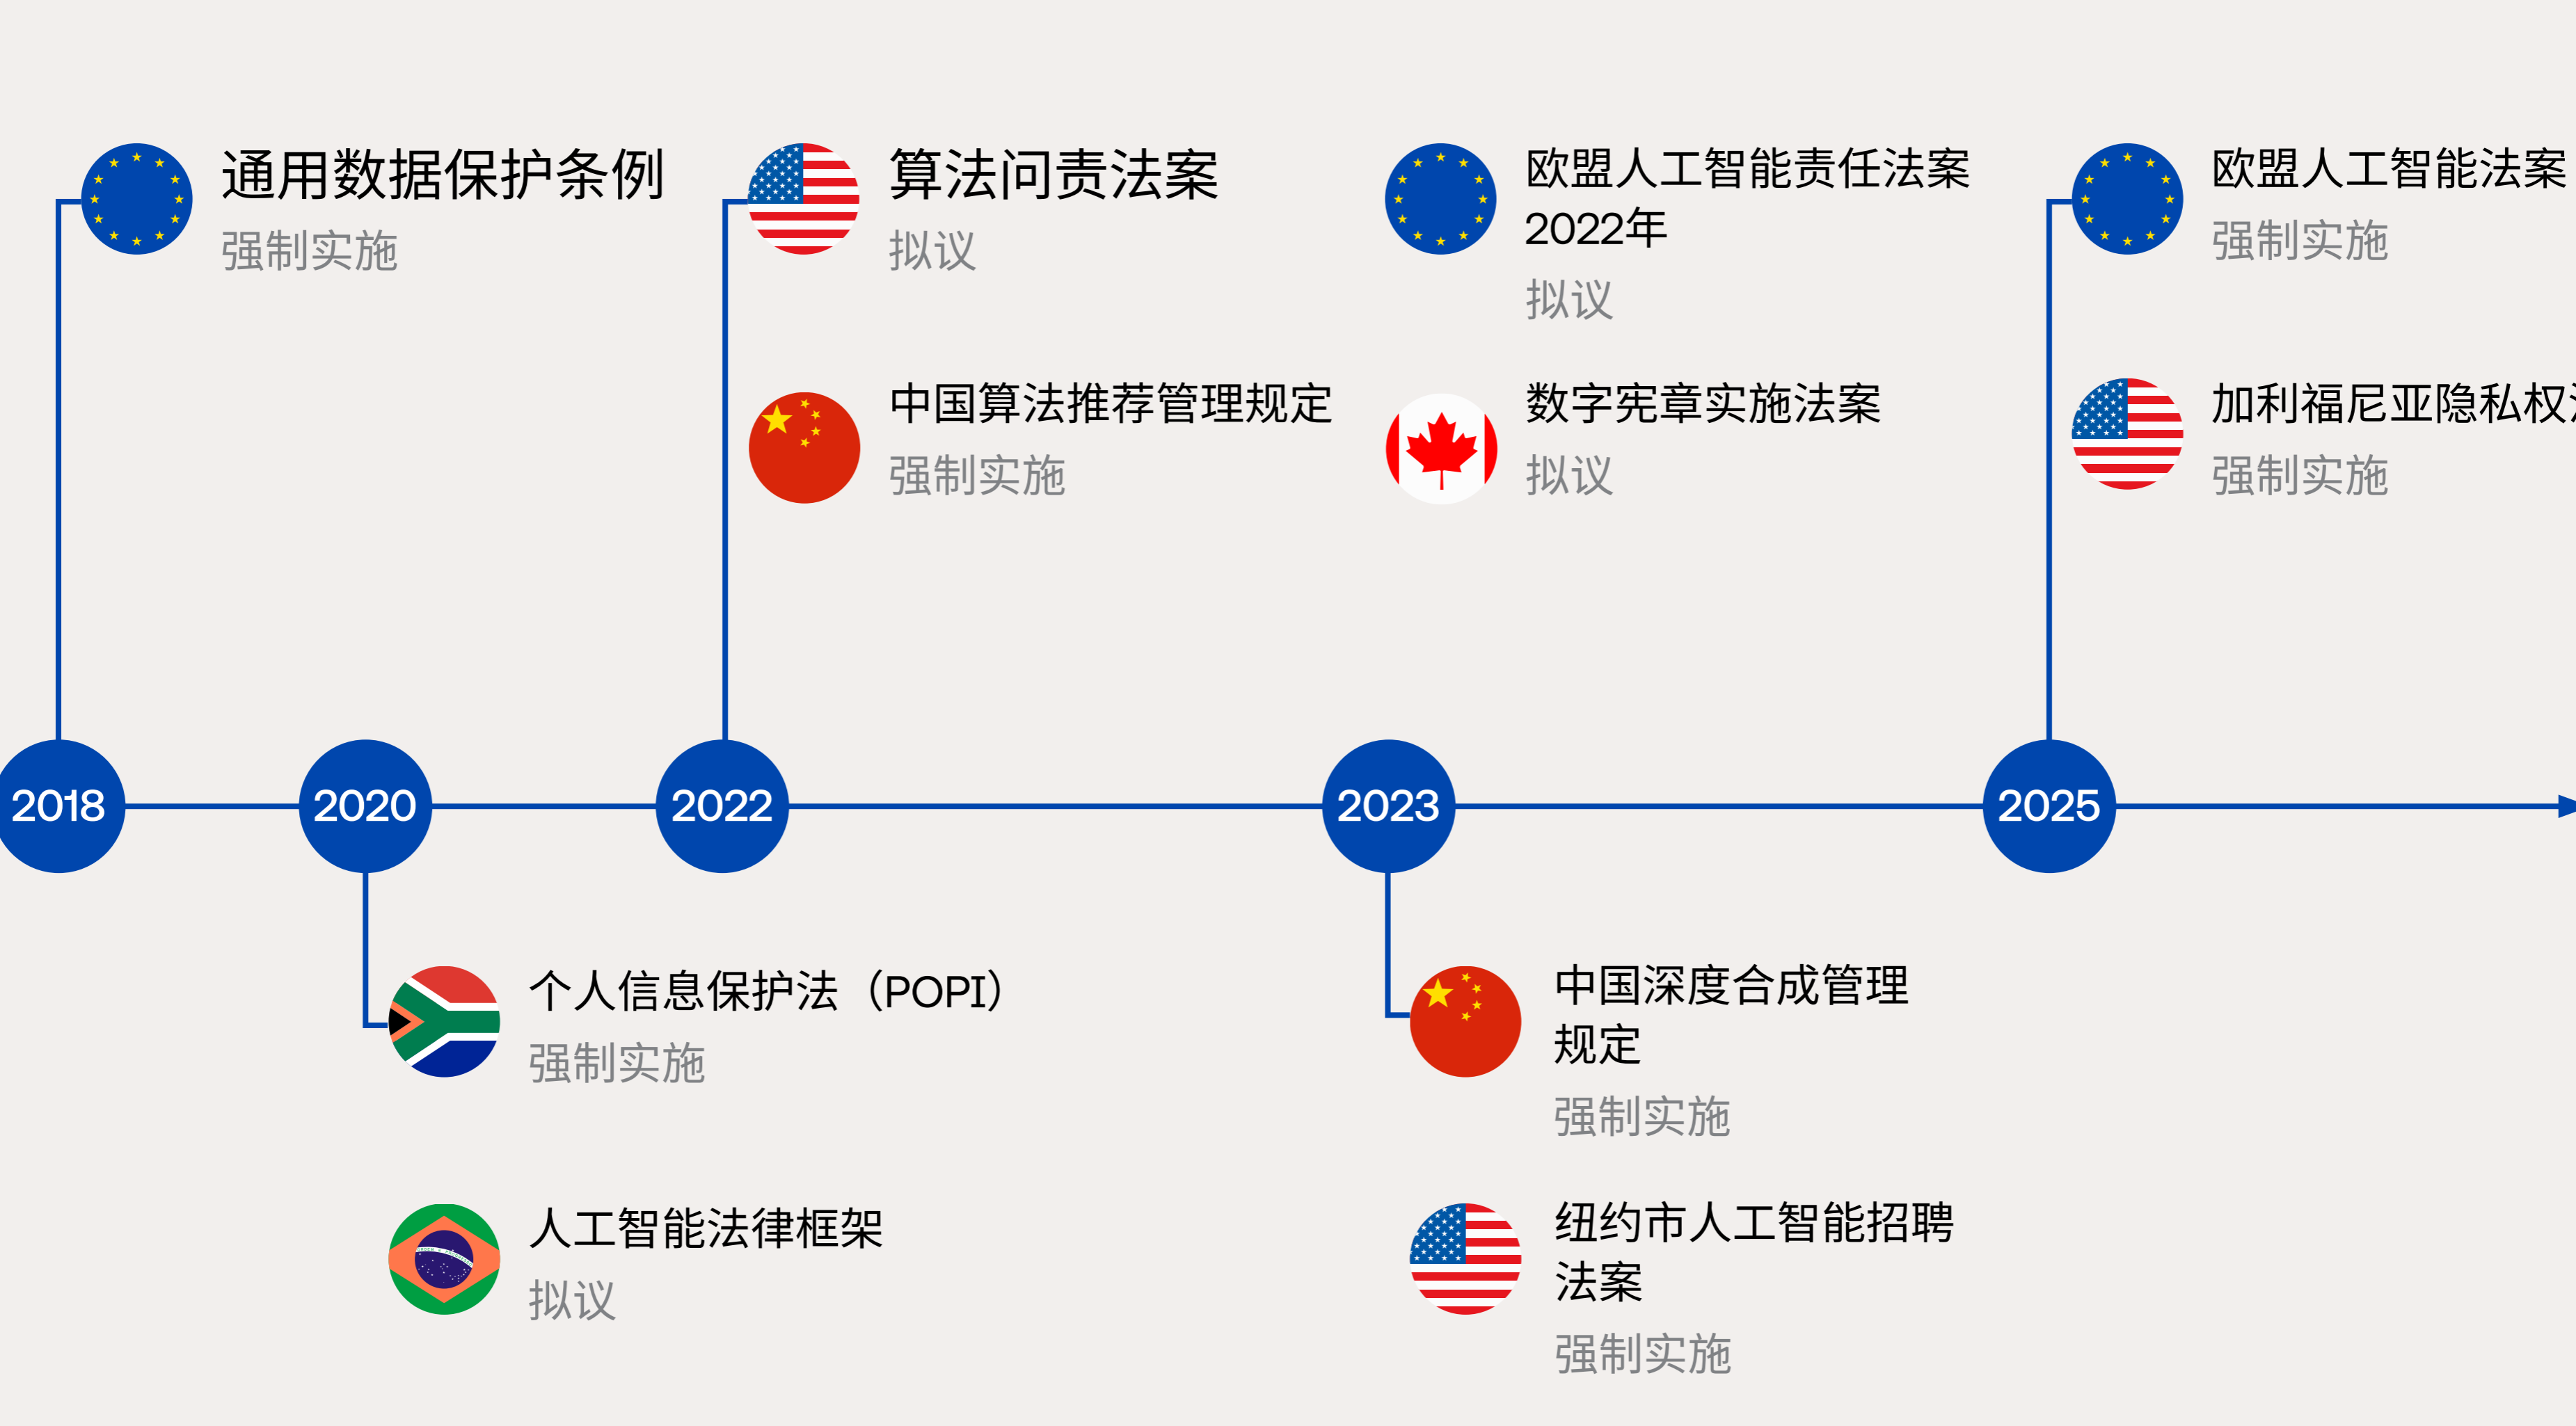 通用数据保护条例
强制实施
算法问责法案
拟议
中国算法推荐管理规定
强制实施
欧盟人工智能责任法案
2022年
拟议
数字宪章实施法案
拟议
欧盟人工智能法案
强制实施
加利福尼亚隐私权
强制实施
2018
2020
2022
2023
2025
个人信息保护法（POPI）
强制实施
人工智能法律框架
拟议
中国深度合成管理
规定
强制实施
纽约市人工智能招聘
法案
强制实施